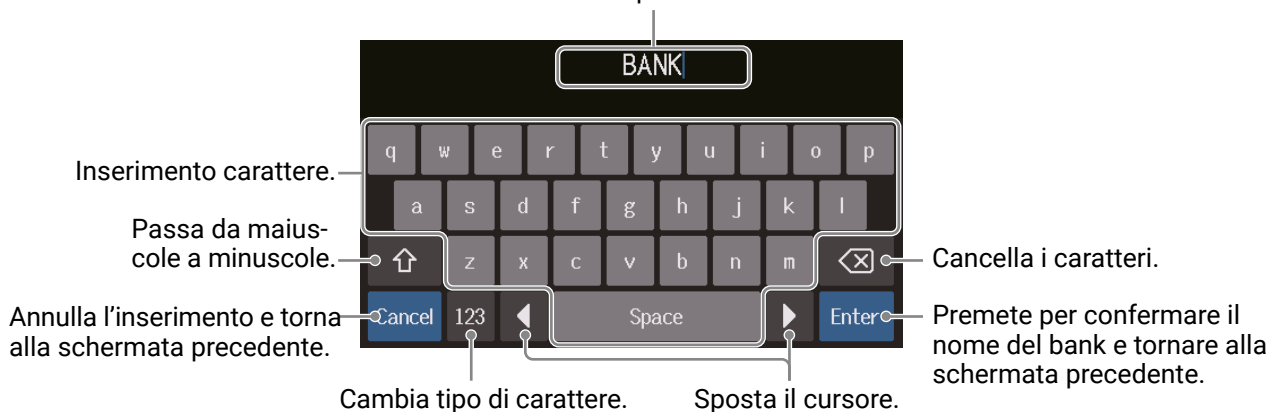 BANK
q w e r t y u i o p
Inserimento carattere.
a s d f g h j k l
Passa da maius-
cole a minuscole.
z x c v b n m
Cancella i caratteri.
Annulla l'inserimento e torna
alla schermata precedente.
Cancel 123 Space Enter
Premete per confermare il
nome del bank e tornare alla
schermata precedente.
Cambia tipo di carattere.
Sposta il cursore.